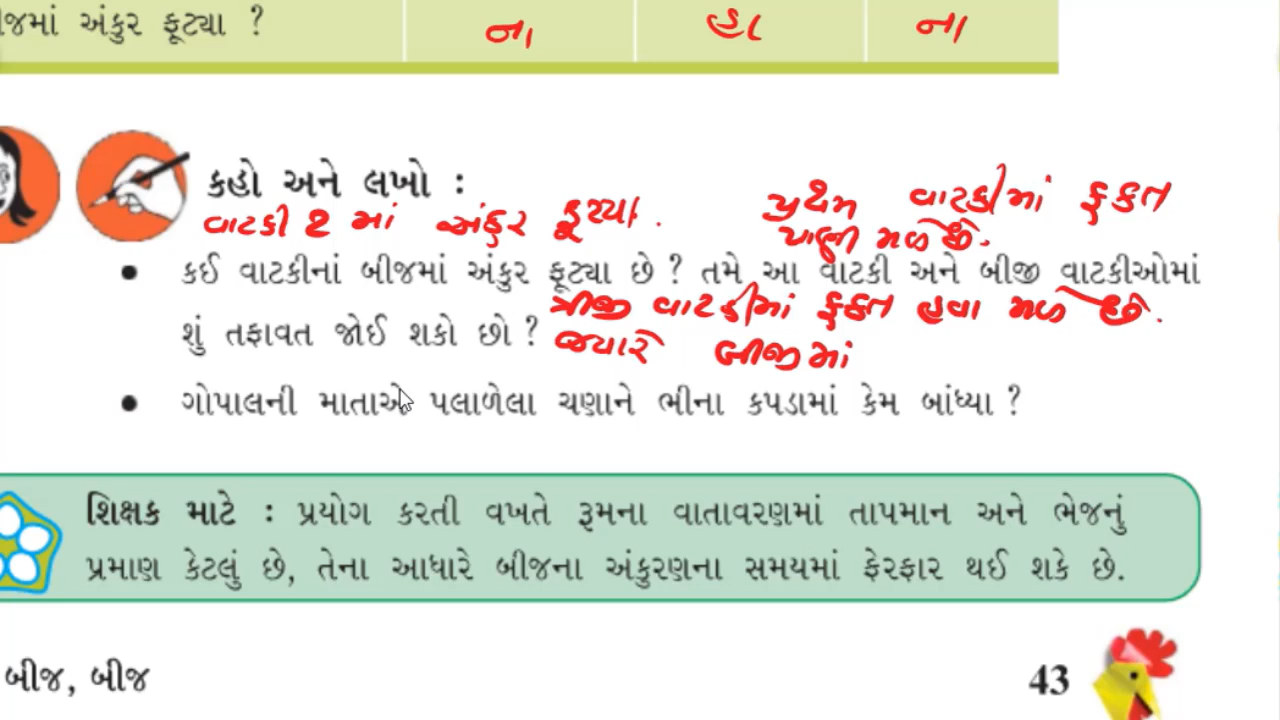 જમાં અંકુર ફૂટ્યા ? ના હા ના
કહો અને લખો :
વાટકી 2 માં અંકુર ફૂટ્યા . પ્રથમ વાટકીમાં ફકત
પાણી મળે છે.
• કઈ વાટકીનાં બીજમાં અંકુર ફૂટ્યા છે ? તમે આ વાટકી અને બીજી વાટકીઓમાં
ત્રીજી વાટકીમાં ફકત હવા મળે છે.
શું તફાવત જોઈ શકો છો ?
જ્યારે બીજીમાં
• ગોપાલની માતાએ પલાળેલા ચણાને ભીના કપડામાં કેમ બાંધ્યા ?
શિક્ષક માટે : પ્રયોગ કરતી વખતે રૂમના વાતાવરણમાં તાપમાન અને ભેજનું
પ્રમાણ કેટલું છે, તેના આધારે બીજના અંકુરણના સમયમાં ફેરફાર થઈ શકે છે.
બીજ, બીજ 43